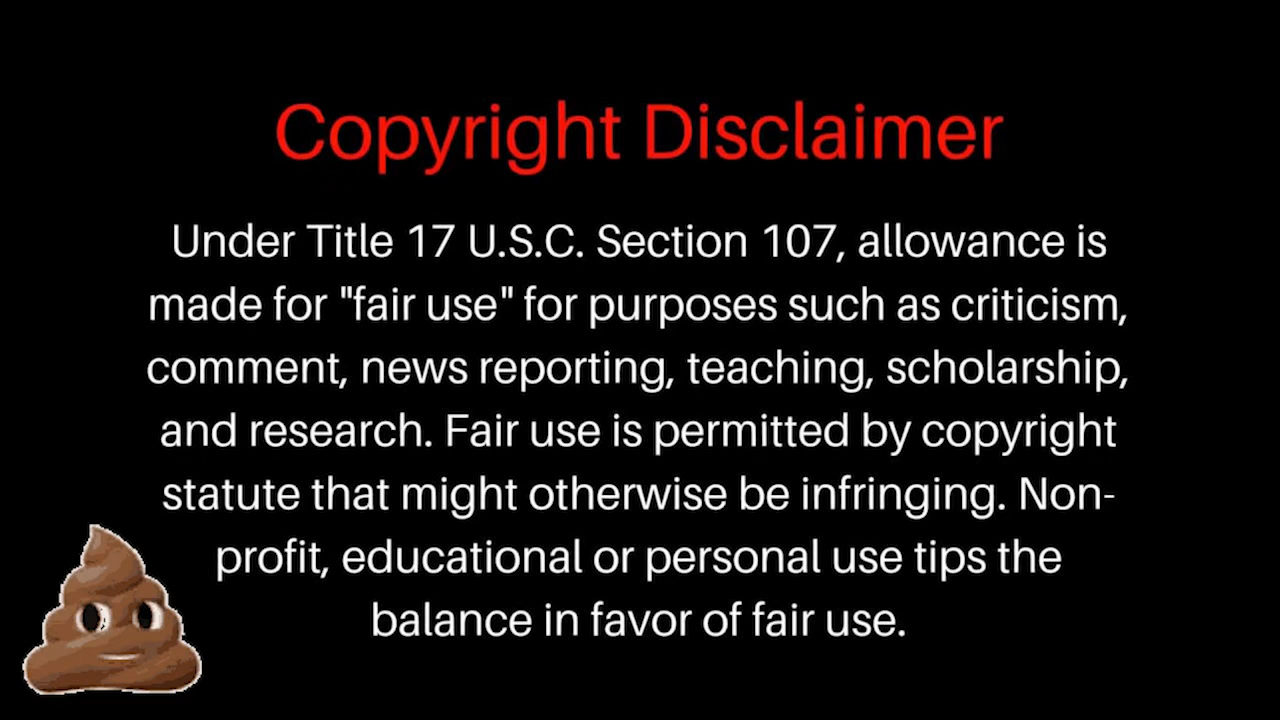 Copyright Disclaimer
Under Title 17 U.S.C. Section 107, allowance is
made for "fair use" for purposes such as criticism,
comment, news reporting, teaching, scholarship,
and research. Fair use is permitted by copyright
statute that might otherwise be infringing. Non-
profit, educational or personal use tips the
balance in favor of fair use.